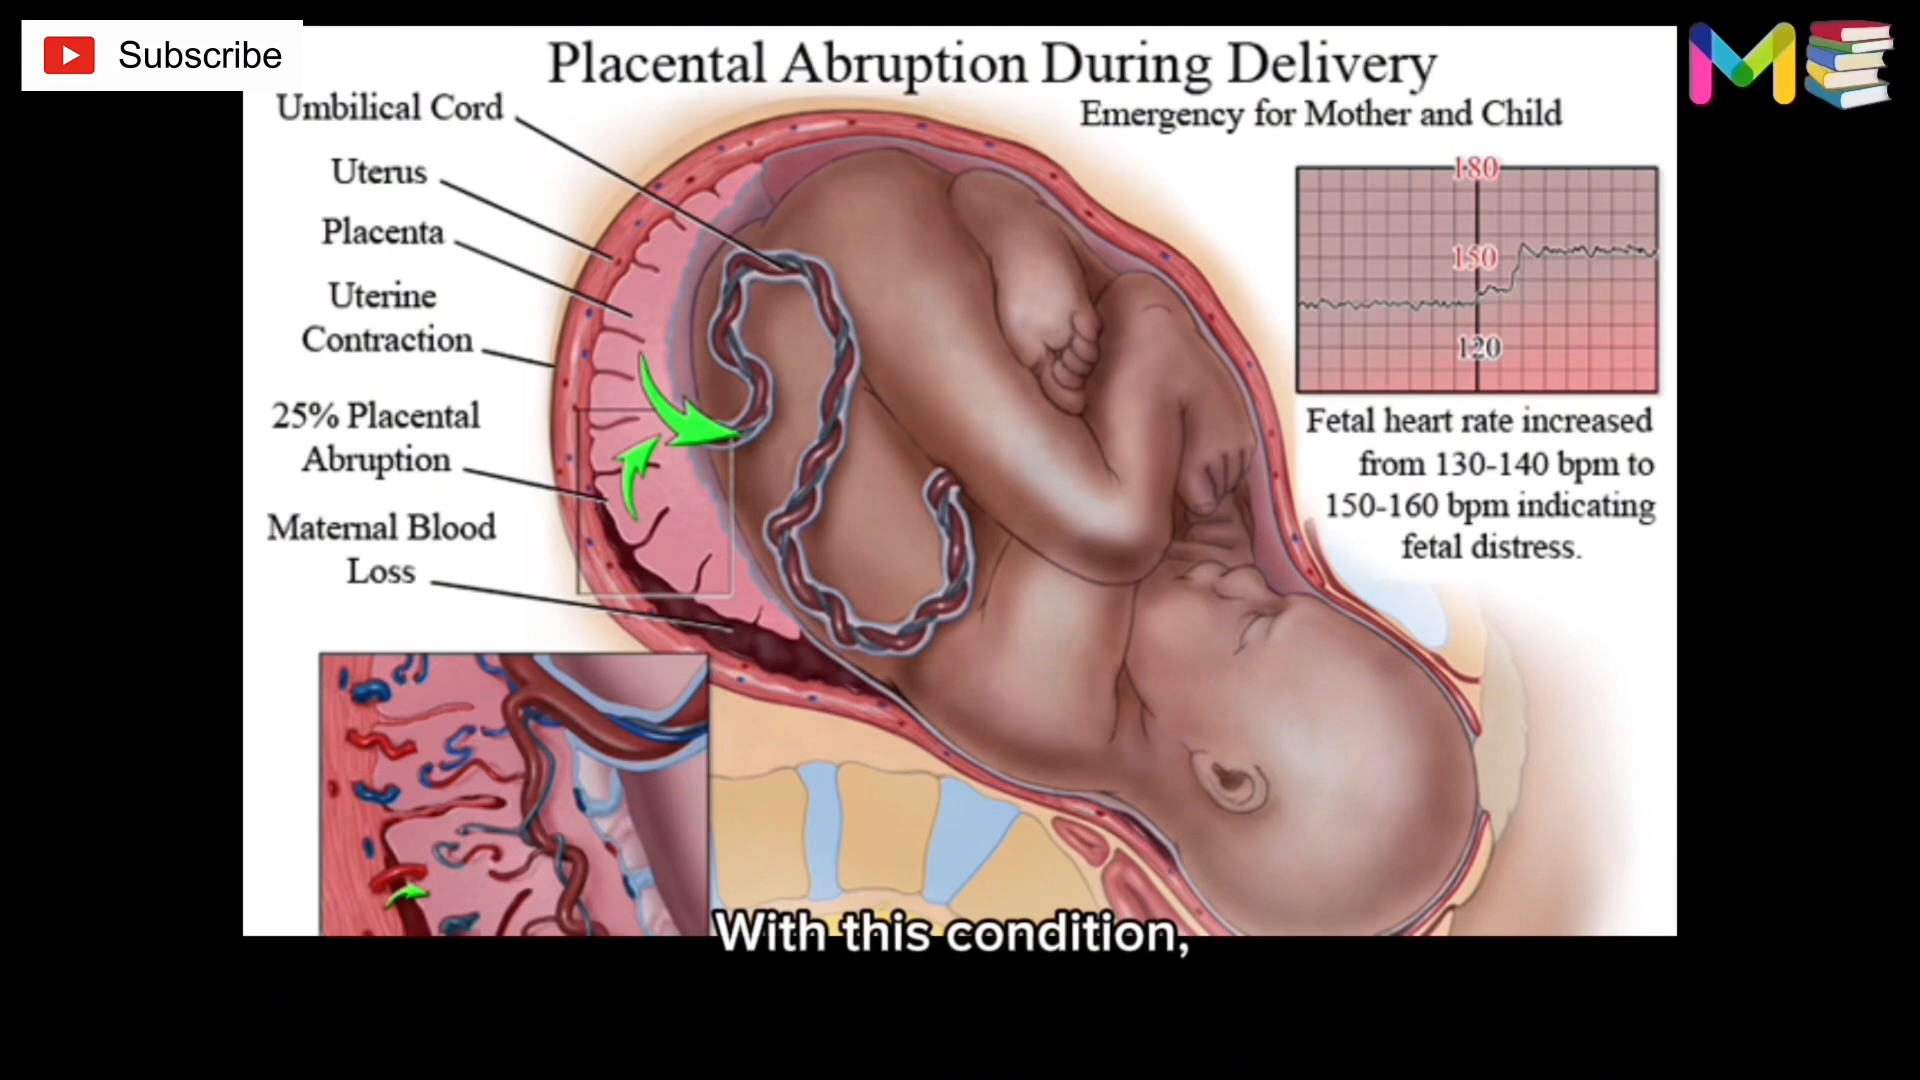 Subscribe
Placental Abruption During Delivery
Emergency for Mother and Child
Umbilical Cord
Uterus
Placenta
Uterine
Contraction
25% Placental
Abruption
Maternal Blood
Loss
180
150
120
Fetal heart rate increased
from 130-140 bpm to
150-160 bpm indicating
fetal distress.
With this condition,
M